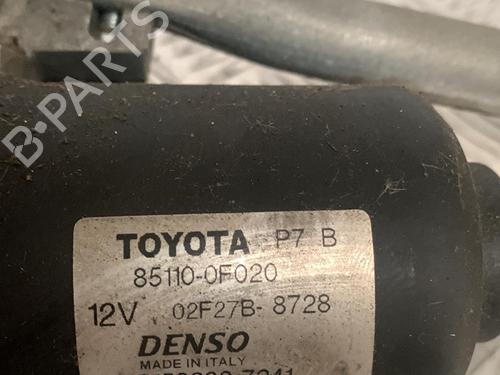 B-Parts
TOYOTA P7 B
85110-0F020
12V 02F27B-8728
DENSO
MADE IN ITALY